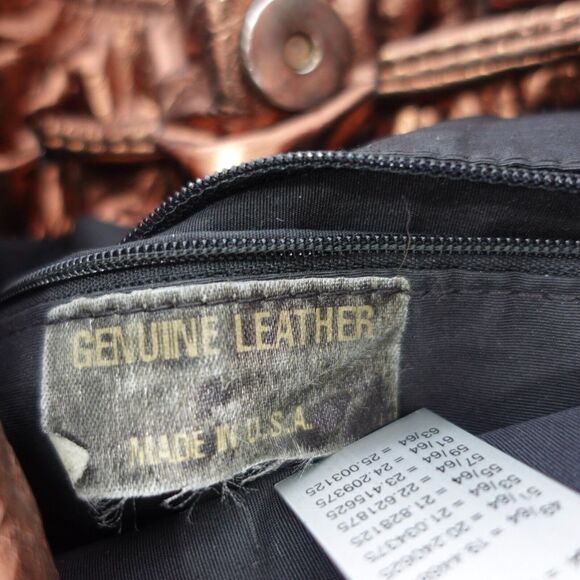 GENUINE LEATHER
MADE IN U.S.A.
51/64 = 20.240625
53/64 = 21.034375
55/64 = 21.828125
57/64 = 22.621875
59/64 = 23.415625
61/64 = 24.209375
63/64 = 25.003125